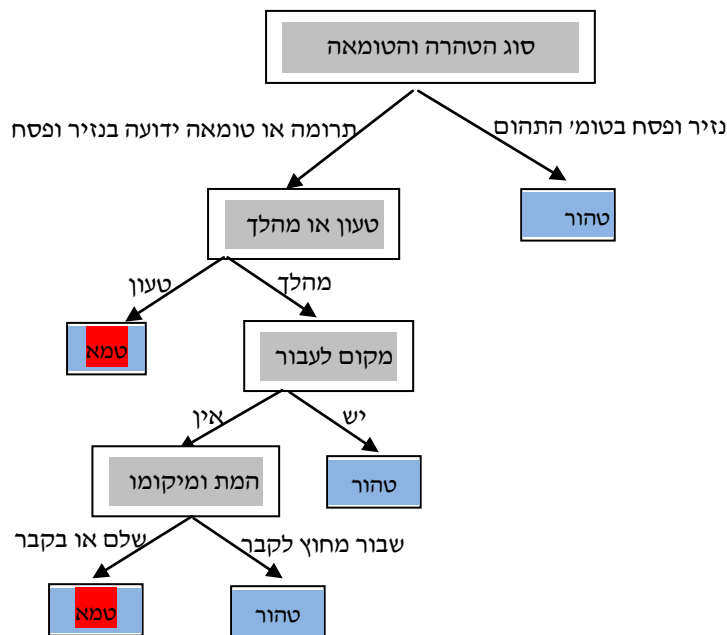 סוג הטהרה והטומאה
נזיר ופסח בטומ׳ התהום
תרומה או טומאה ידועה בנזיר ופסח
טהור
טעון או מהלך
מהלך
טעון
טמא
מקום לעבור
יש
אין
טהור
המת ומיקומו
שבור מחוץ לקבר
שלם או בקבר
טהור
טמא